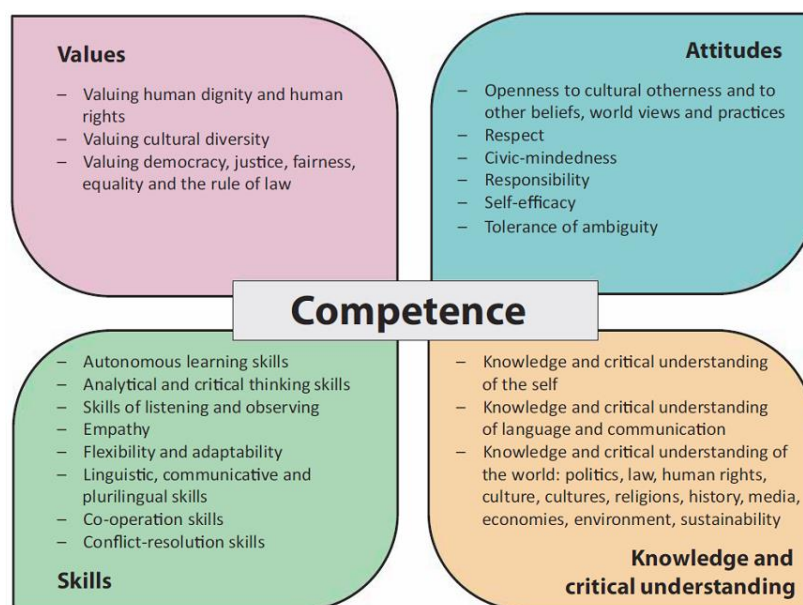 Values
– Valuing human dignity and human
rights
– Valuing cultural diversity
– Valuing democracy, justice, fairness,
equality and the rule of law
Attitudes
– Openness to cultural otherness and to
other beliefs, world views and practices
– Respect
– Civic-mindedness
– Responsibility
– Self-efficacy
– Tolerance of ambiguity
Competence
– Autonomous learning skills
– Analytical and critical thinking skills
– Skills of listening and observing
– Empathy
– Flexibility and adaptability
– Linguistic, communicative and
plurilingual skills
– Co-operation skills
– Conflict-resolution skills
Skills
– Knowledge and critical understanding
of the self
– Knowledge and critical understanding
of language and communication
– Knowledge and critical understanding of
the world: politics, law, human rights,
culture, cultures, religions, history, media,
economies, environment, sustainability
Knowledge and
critical understanding